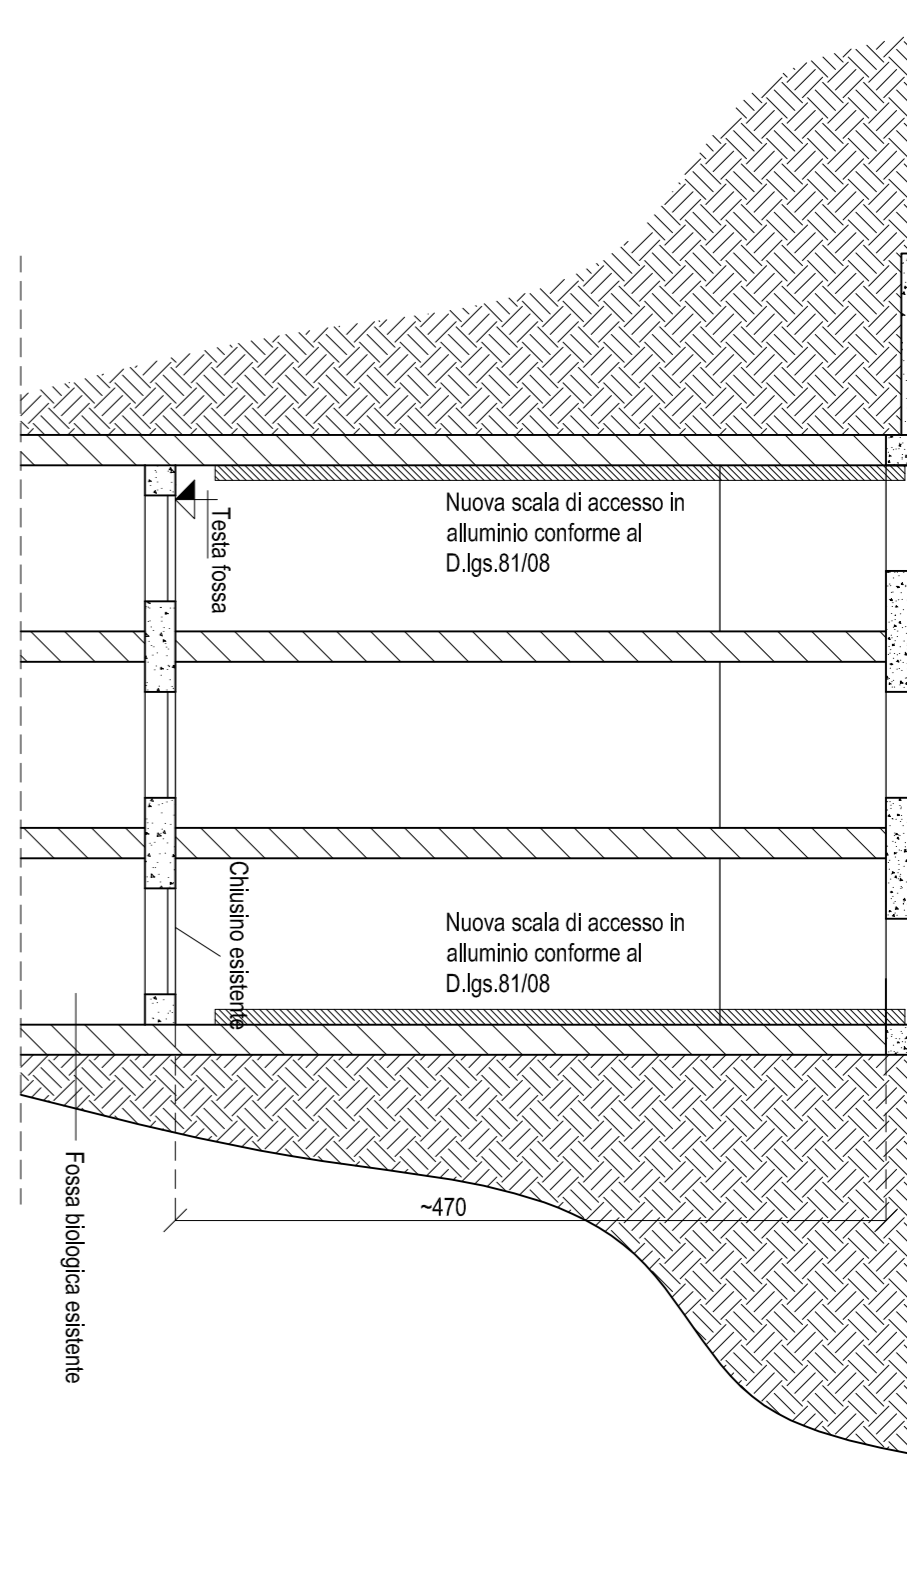 Nuova scala di accesso in
alluminio conforme al
D.lgs.81/08
Testa fossa
Chiusino esistente
Nuova scala di accesso in
alluminio conforme al
D.lgs.81/08
~470
Fossa biologica esistente